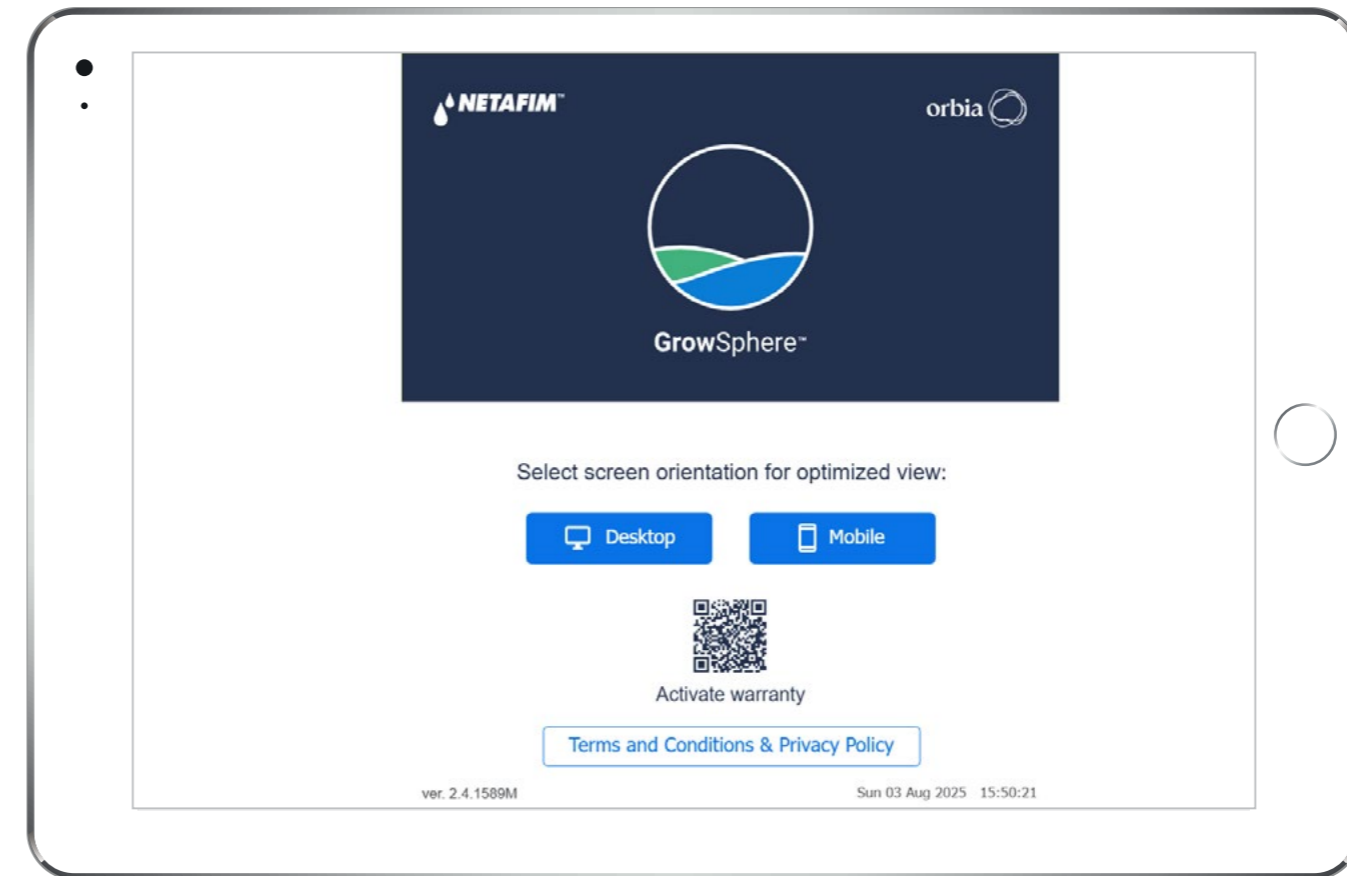 NETAFIM™
orbia
GrowSphere™
Select screen orientation for optimized view:
Desktop
Mobile
Activate warranty
Terms and Conditions & Privacy Policy
ver. 2.4.1589M
Sun 03 Aug 2025 15:50:21